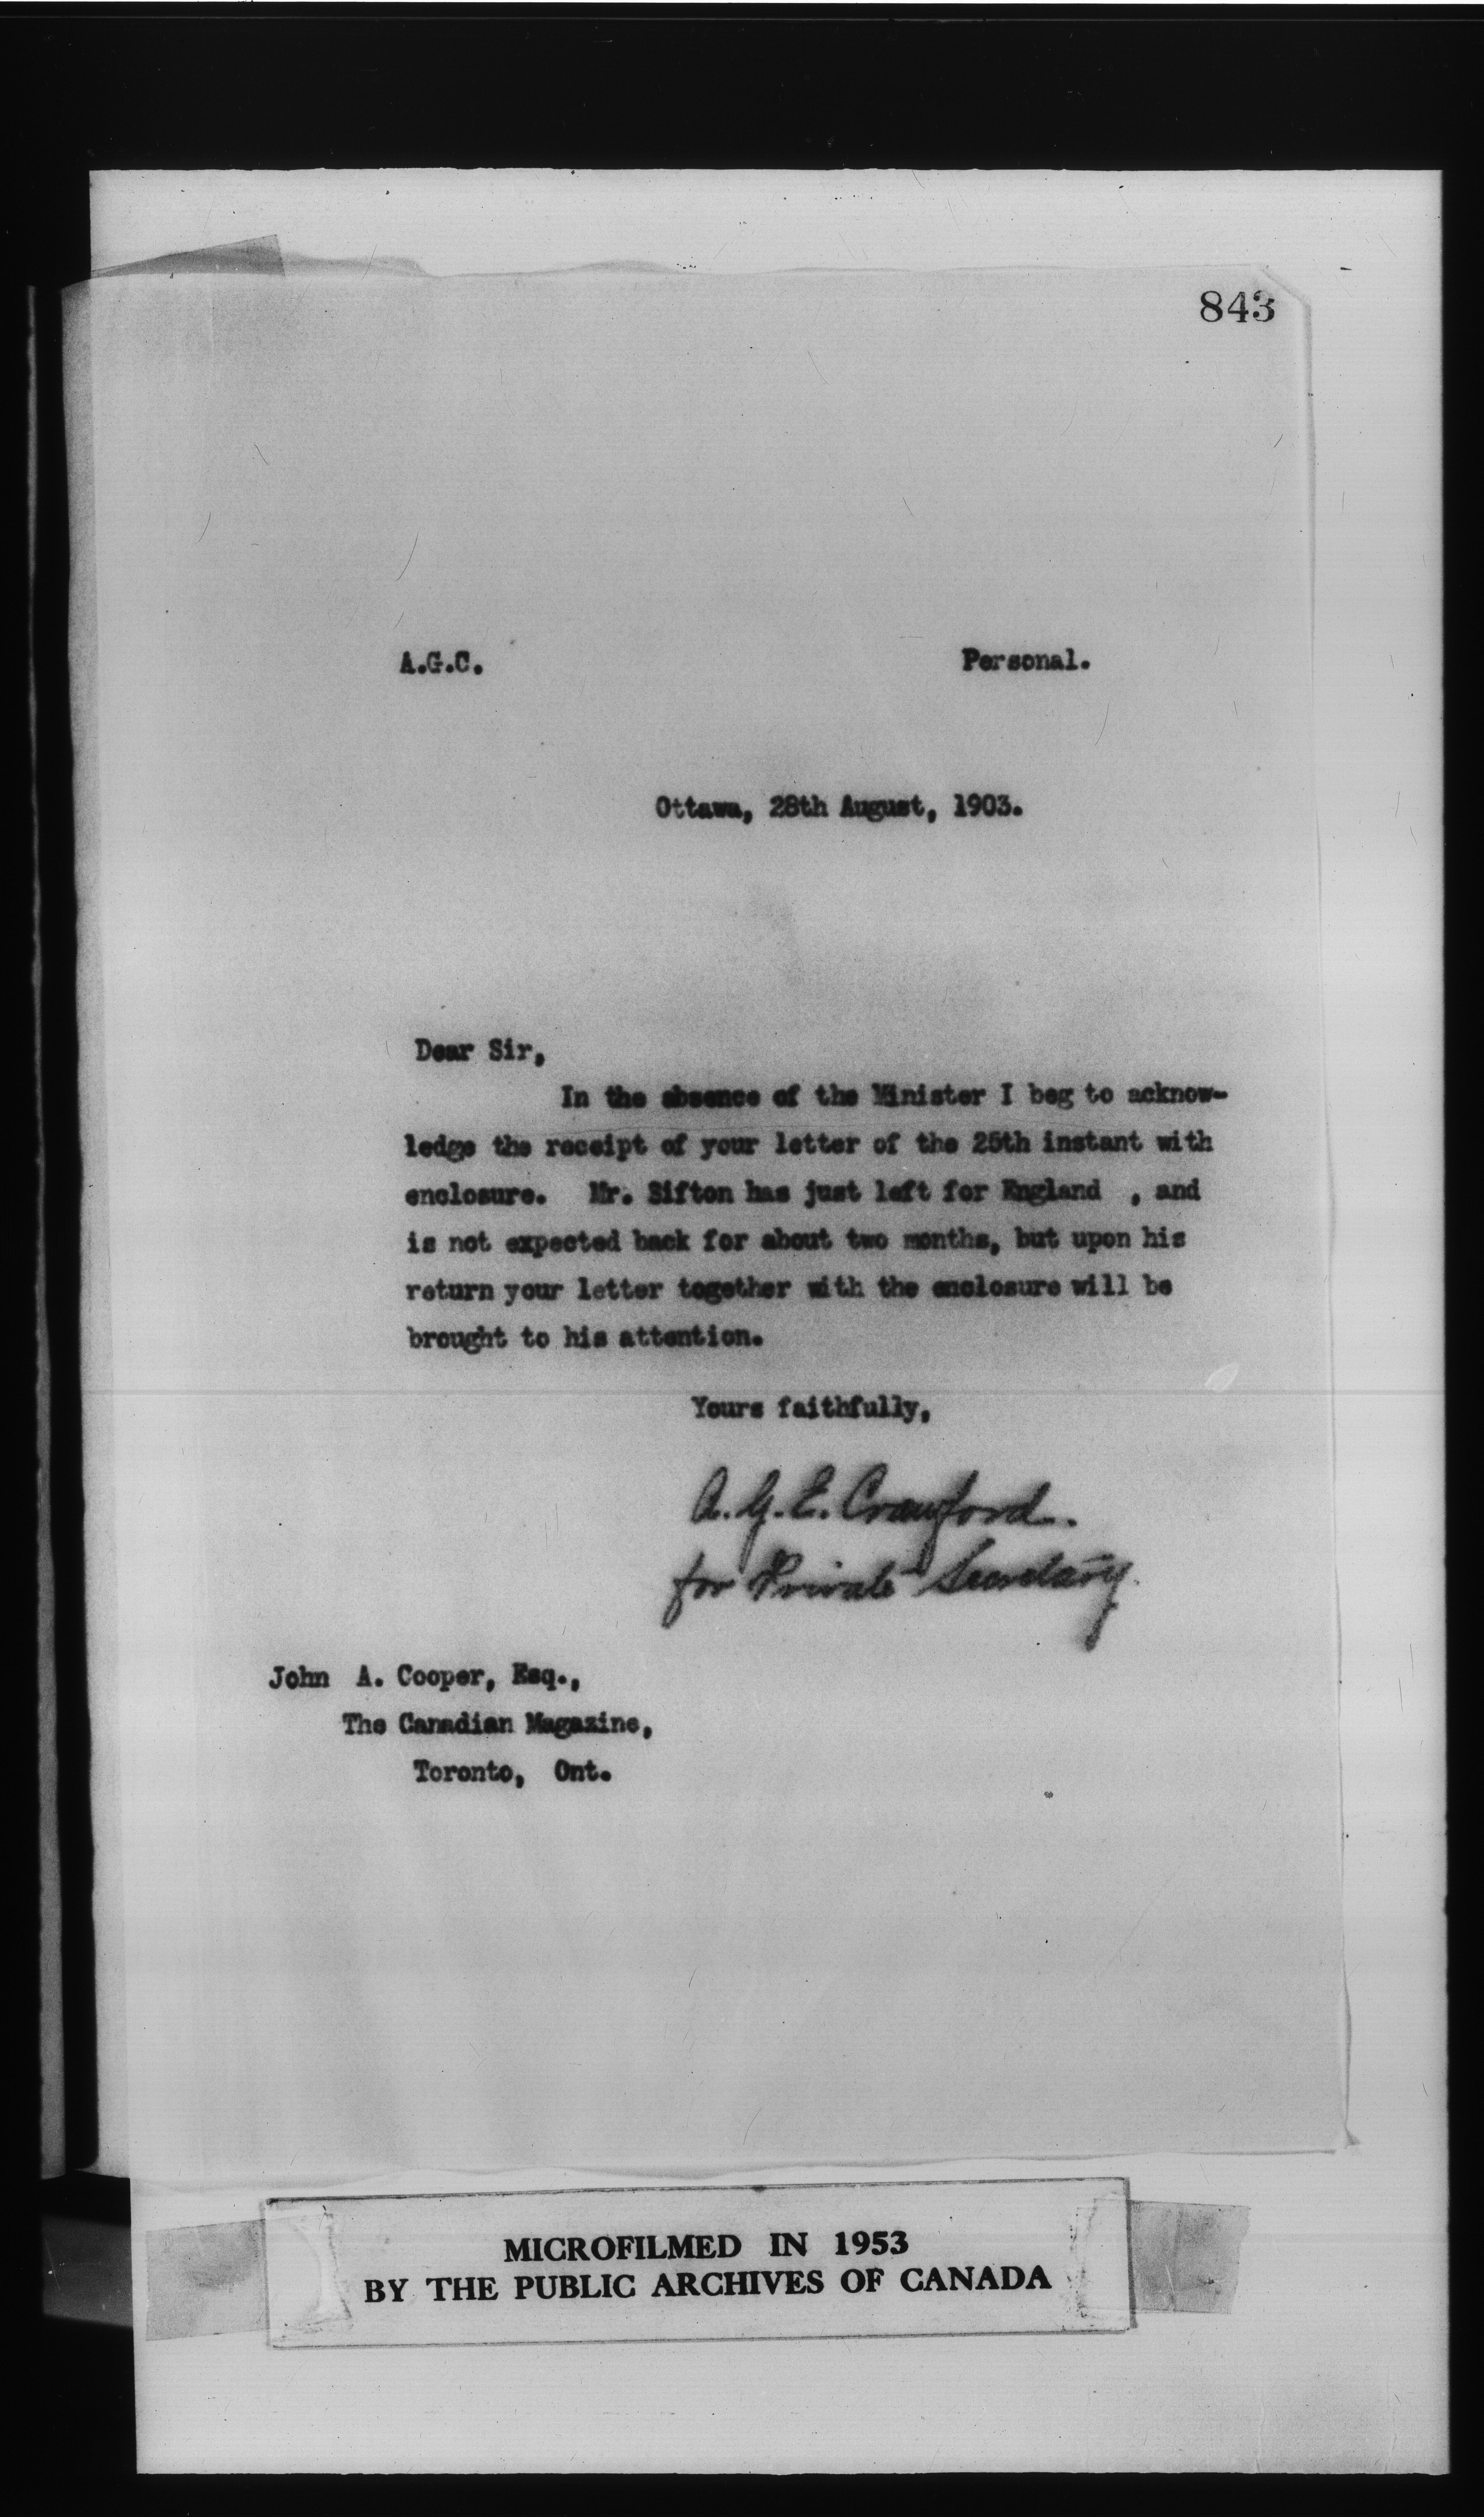 843
A.G.C. Personal.
Ottawa, 28th August, 1903.
Dear Sir,
In the absence of the Minister I beg to acknow-
ledge the receipt of your letter of the 25th instant with
enclosure. Mr. Sifton has just left for England , and
is not expected back for about two months, but upon his
return your letter together with the enclosure will be
brought to his attention.
Yours faithfully,
A.G.E. Crawford.
for Private Secretary.
John A. Cooper, Esq.,
The Canadian Magazine,
Toronto, Ont.
MICROFILMED IN 1953
BY THE PUBLIC ARCHIVES OF CANADA